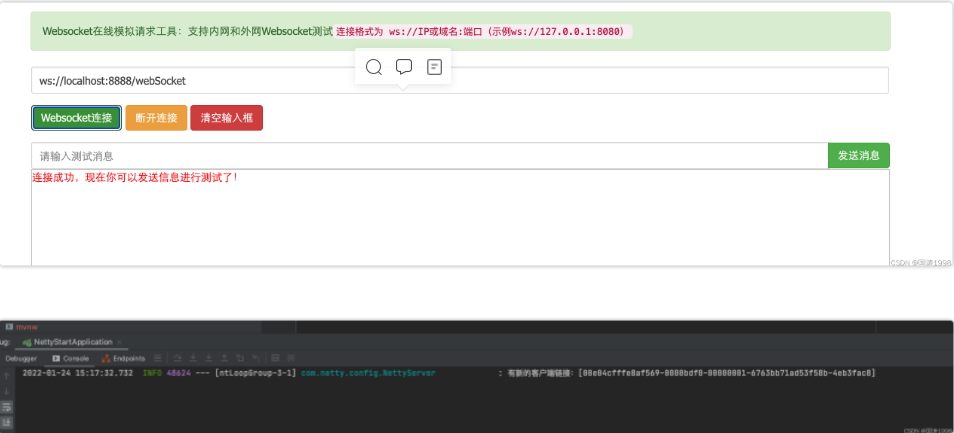 Websocket在线模拟请求工具：支持内网和外网Websocket测试 连接格式为 ws://IP或域名:端口（示例ws://127.0.0.1:8080）
ws://localhost:8888/webSocket
Websocket连接 断开连接 清空输入框
请输入测试消息 发送消息
连接成功，现在你可以发送信息进行测试了！
mvnw
ug: NettyStartApplication ×
Debugger Console Endpoints
2022-01-24 15:17:32.732 INFO 48624 --- [ntLoopGroup-3-1] com.netty.config.NettyServer : 有新的客户端链接：[00e04cfffe8af569-0000bdf0-00000001-6763bb71ad53f50b-4eb3fac0]